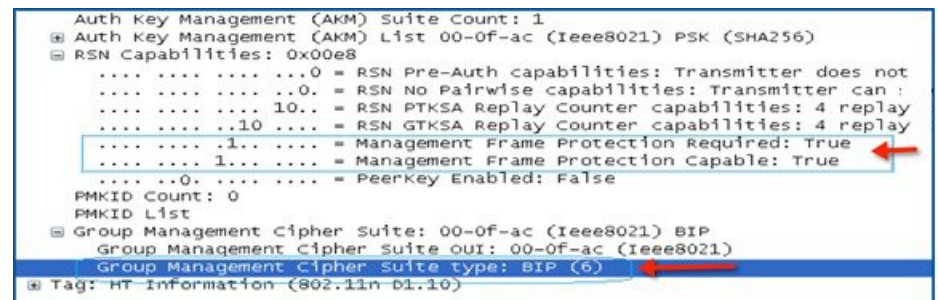 Auth Key Management (AKM) Suite Count: 1
Auth Key Management (AKM) List 00-0f-ac (Ieee8021) PSK (SHA256)
RSN Capabilities: 0x00e8
.... .... .... ...0 = RSN Pre-Auth capabilities: Transmitter does not
.... .... .... ..0. = RSN No Pairwise capabilities: Transmitter can
.... .... .... 10.. = RSN PTKSA Replay Counter capabilities: 4 replay
.... .... ..10 .... = RSN GTKSA Replay Counter capabilities: 4 replay
.... .... .1.. .... = Management Frame Protection Required: True
.... .... 1... .... = Management Frame Protection Capable: True
.... ..0. .... .... = PeerKey Enabled: False
PMKID Count: 0
PMKID List
Group Management Cipher Suite: 00-0f-ac (Ieee8021) BIP
Group Management Cipher Suite OUI: 00-0f-ac (Ieee8021)
Group Management Cipher Suite type: BIP (6)
Tag: HT Information (802.11n D1.10)